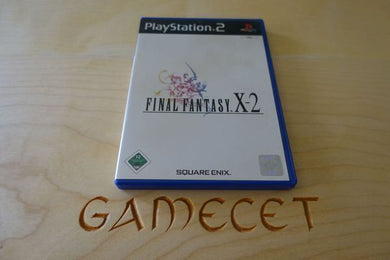 PlayStation 2
FINAL FANTASY X-2
SQUARE ENIX
GAMECET